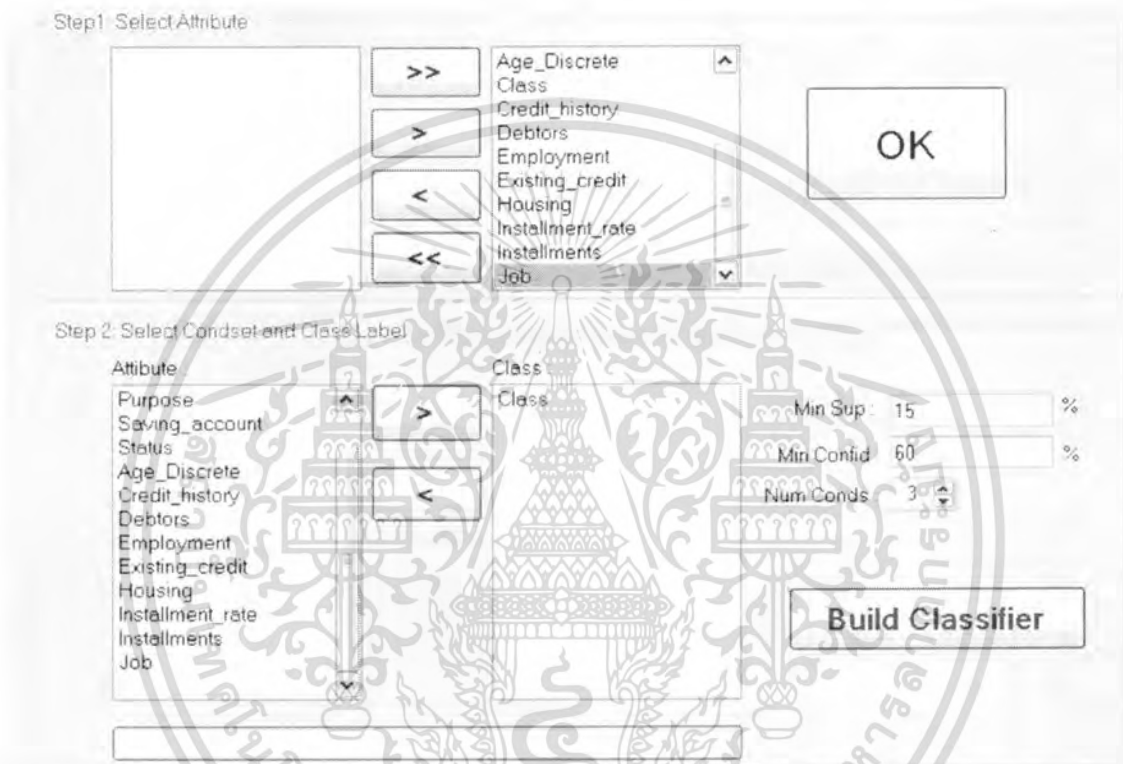 Step1: Select Attribute
>>
>
<
<<
Age_Discrete
Class
Credit_history
Debtors
Employment
Existing_credit
Housing
Installment_rate
Installments
Job
OK
Step 2: Select Condset and Class Label
Attibute
Purpose
Saving_account
Status
Age_Discrete
Credit_history
Debtors
Employment
Existing_credit
Housing
Installment_rate
Installments
Job
>
<
Class
Class
Min Sup : 15 %
Min Confid 60 %
Num Conds : 3
Build Classifier